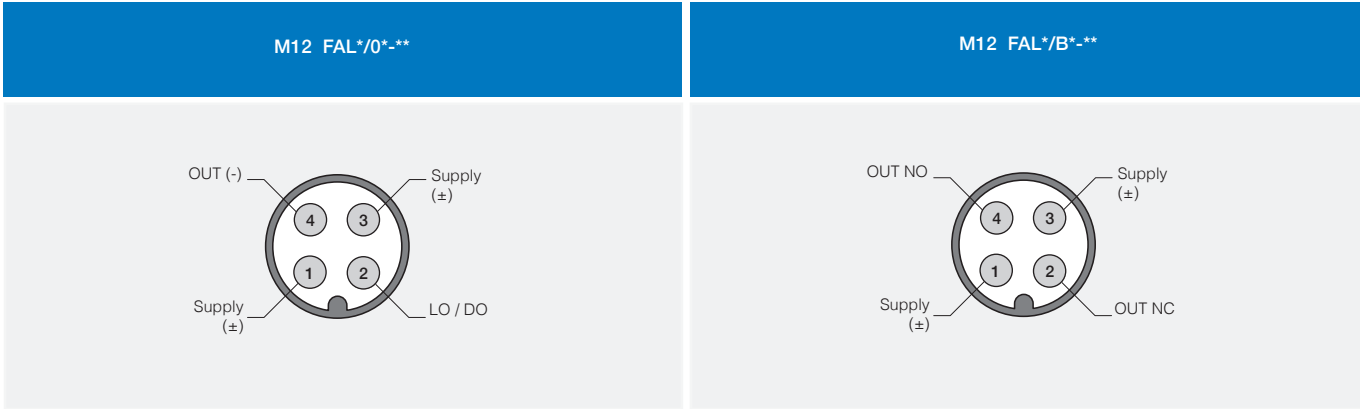 M12 FAL*/0*-**
OUT (-)
Supply
(±)
4
3
1
2
Supply
(±)
LO / DO
M12 FAL*/B*-**
OUT NO
Supply
(±)
4
3
1
2
Supply
(±)
OUT NC